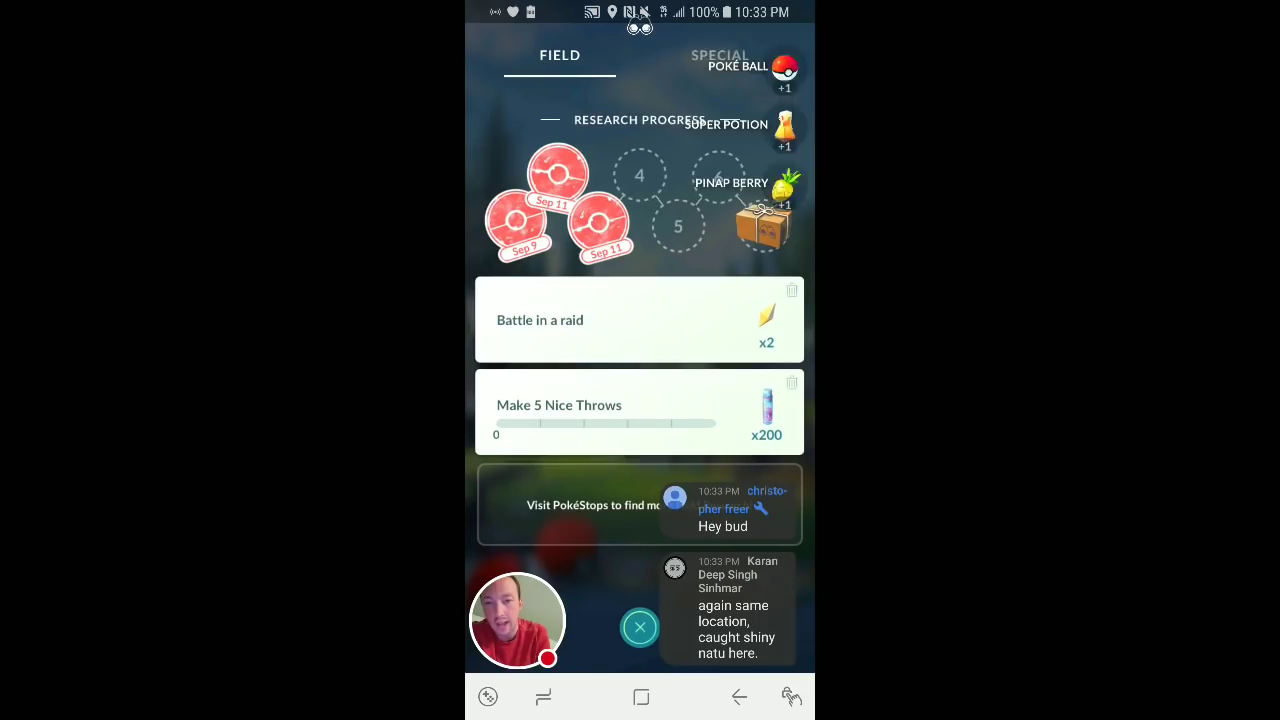 100% 10:33 PM
FIELD
SPECIAL
POKÉ BALL
+1
RESEARCH PROGRESS
SUPER POTION
+1
PINAP BERRY
+1
Sep 11
Sep 9
Sep 11
4
5
6
Battle in a raid
x2
Make 5 Nice Throws
0
x200
Visit PokéStops to find
10:33 PM christo-
pher freer
Hey bud
10:33 PM Karan
Deep Singh
Sinhmar
again same
location,
caught shiny
natu here.